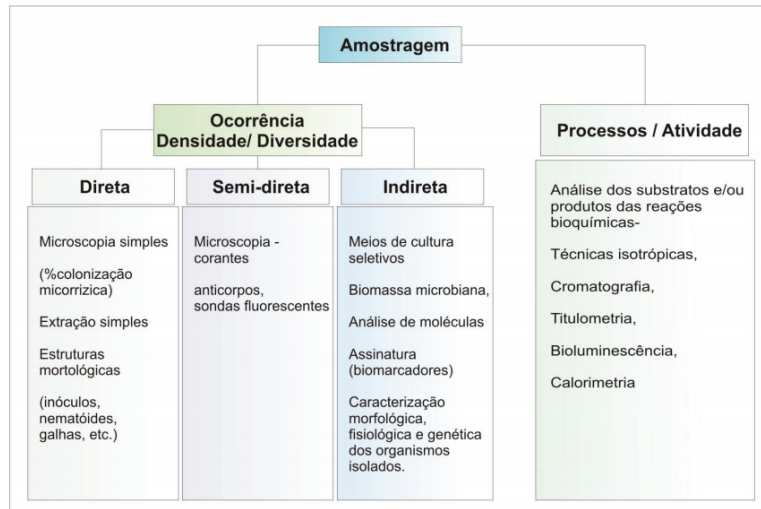 Amostragem
Ocorrência
Densidade/ Diversidade
Processos / Atividade
Direta
Semi-direta
Indireta
Microscopia simples
(%colonização
micorrizica)
Extração simples
Estruturas
mortológicas
(inóculos,
nematóides,
galhas, etc.)
Microscopia -
corantes
anticorpos,
sondas fluorescentes
Meios de cultura
seletivos
Biomassa microbiana,
Análise de moléculas
Assinatura
(biomarcadores)
Caracterização
morfológica,
fisiológica e genética
dos organismos
isolados.
Análise dos substratos e/ou
produtos das reações
bioquímicas-
Técnicas isotrópicas,
Cromatografia,
Titulometria,
Bioluminescência,
Calorimetria